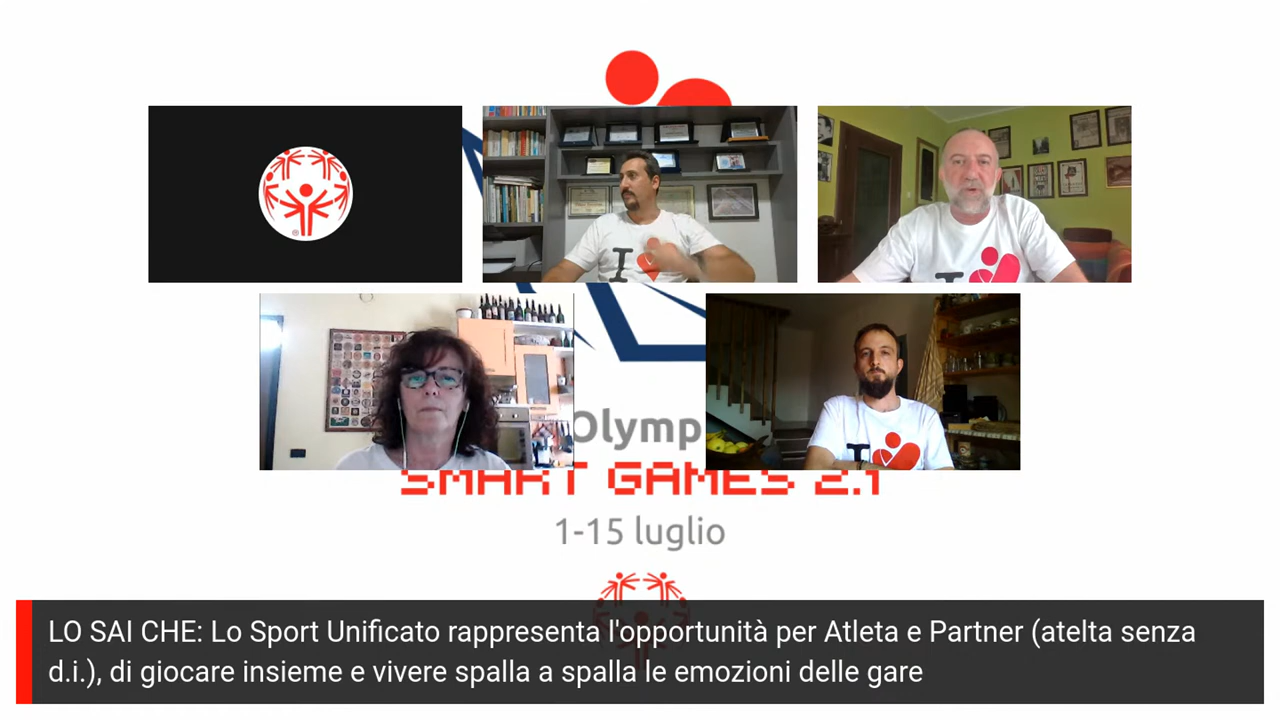 I
I
I
Olymp
SMART GAMES 2.1
1-15 luglio
LO SAI CHE: Lo Sport Unificato rappresenta l'opportunità per Atleta e Partner (atelta senza
d.i.), di giocare insieme e vivere spalla a spalla le emozioni delle gare